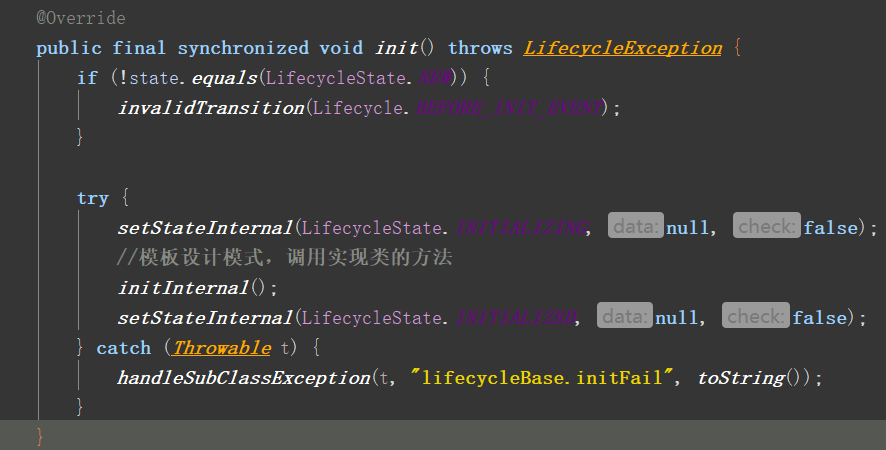 @Override
public final synchronized void init() throws LifecycleException {
if (!state.equals(LifecycleState.NEW)) {
invalidTransition(Lifecycle.BEFORE_INIT_EVENT);
}
try {
setStateInternal(LifecycleState.INITIALIZING, data: null, check: false);
//模板设计模式，调用实现类的方法
initInternal();
setStateInternal(LifecycleState.INITIALIZED, data: null, check: false);
} catch (Throwable t) {
handleSubClassException(t, "lifecycleBase.initFail", toString());
}
}